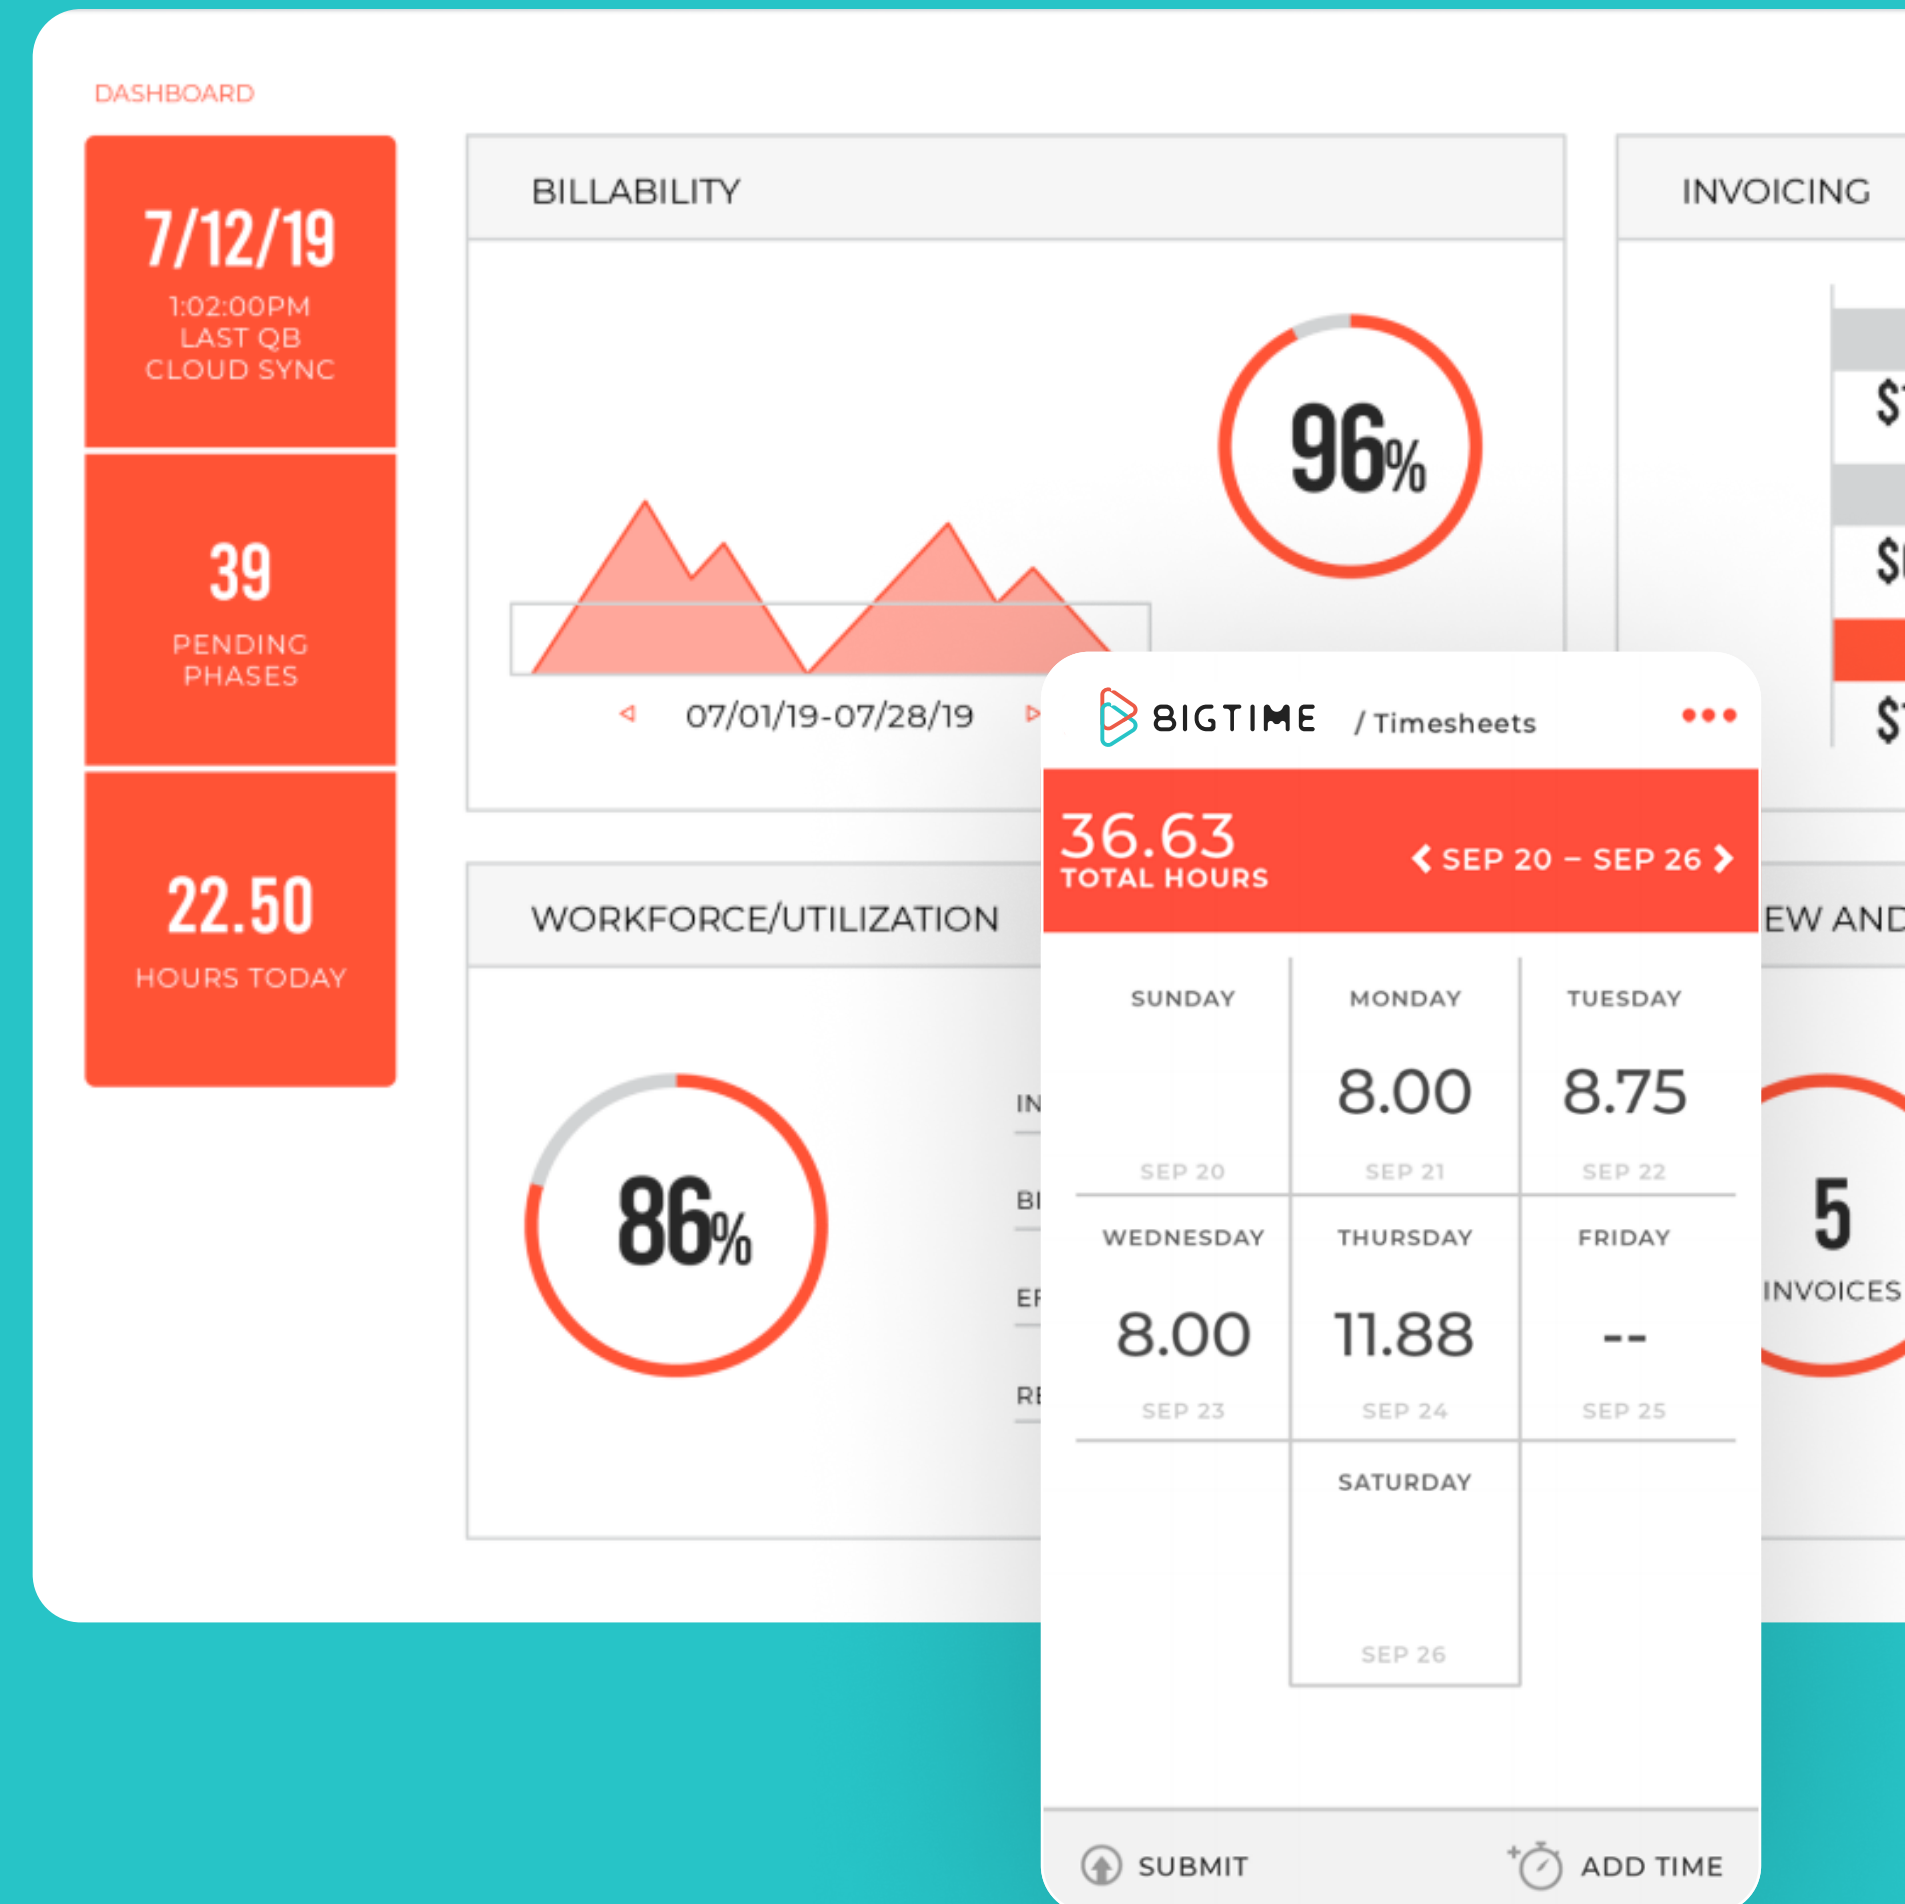 DASHBOARD
7/12/19
1:02:00PM
LAST QB
CLOUD SYNC
39
PENDING
PHASES
22.50
HOURS TODAY
BILLABILITY
96%
07/01/19-07/28/19
INVOICING
WORKFORCE/UTILIZATION
86%
AND
5
INVOICES
BIGTIME / Timesheets
36.63
TOTAL HOURS
SEP 20 – SEP 26
SUNDAY
SEP 20
MONDAY
8.00
SEP 21
TUESDAY
8.75
SEP 22
WEDNESDAY
8.00
SEP 23
THURSDAY
11.88
SEP 24
FRIDAY
--
SEP 25
SATURDAY
SEP 26
SUBMIT
ADD TIME